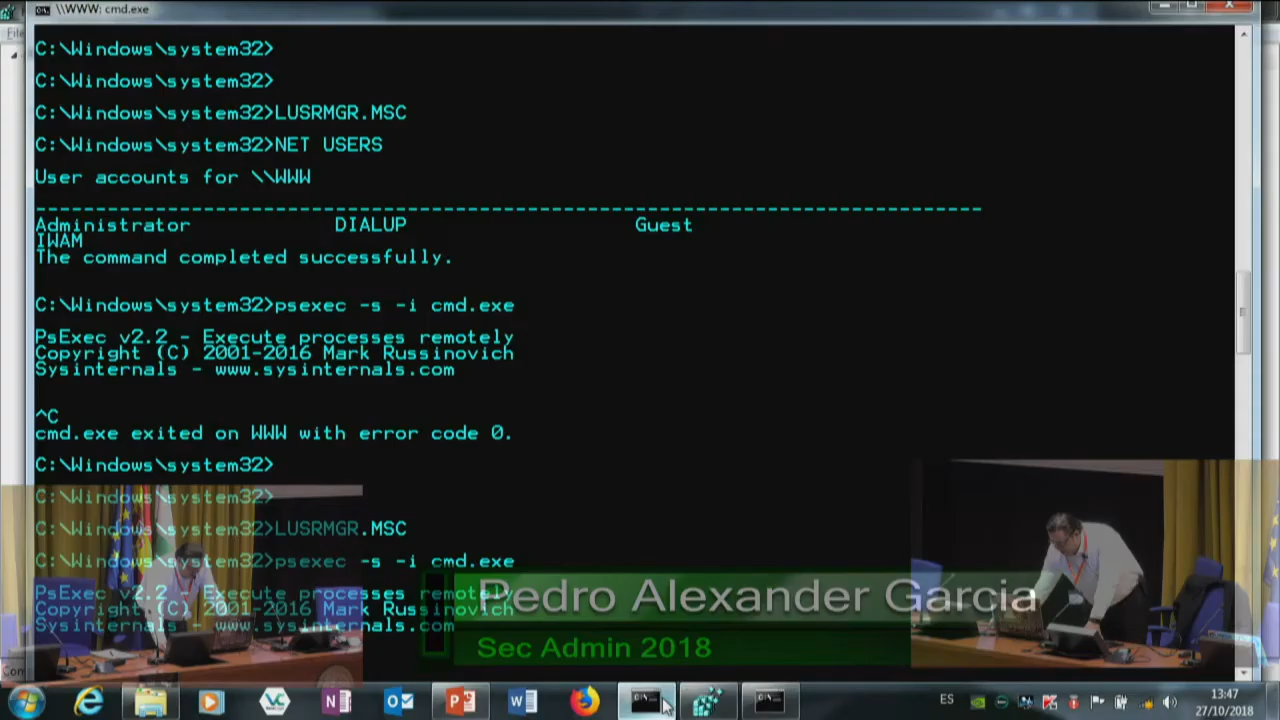 \\WWW: cmd.exe
File
C:\Windows\system32>
C:\Windows\system32>
C:\Windows\system32>LUSRMGR.MSC
C:\Windows\system32>NET USERS
User accounts for \\WWW
-------------------------------------------------------------------------------
Administrator DIALUP Guest
IWAM
The command completed successfully.
C:\Windows\system32>psexec -s -i cmd.exe
PsExec v2.2 - Execute processes remotely
Copyright (C) 2001-2016 Mark Russinovich
Sysinternals - www.sysinternals.com
^C
cmd.exe exited on WWW with error code 0.
C:\Windows\system32>
C:\Windows\system32>
C:\Windows\system32>LUSRMGR.MSC
C:\Windows\system32>psexec -s -i cmd.exe
PsExec v2.2 - Execute processes remotely
Copyright (C) 2001-2016 Mark Russinovich
Sysinternals - www.sysinternals.com
Pedro Alexander Garcia
Sec Admin 2018
Com
ES
13:47
27/10/2018